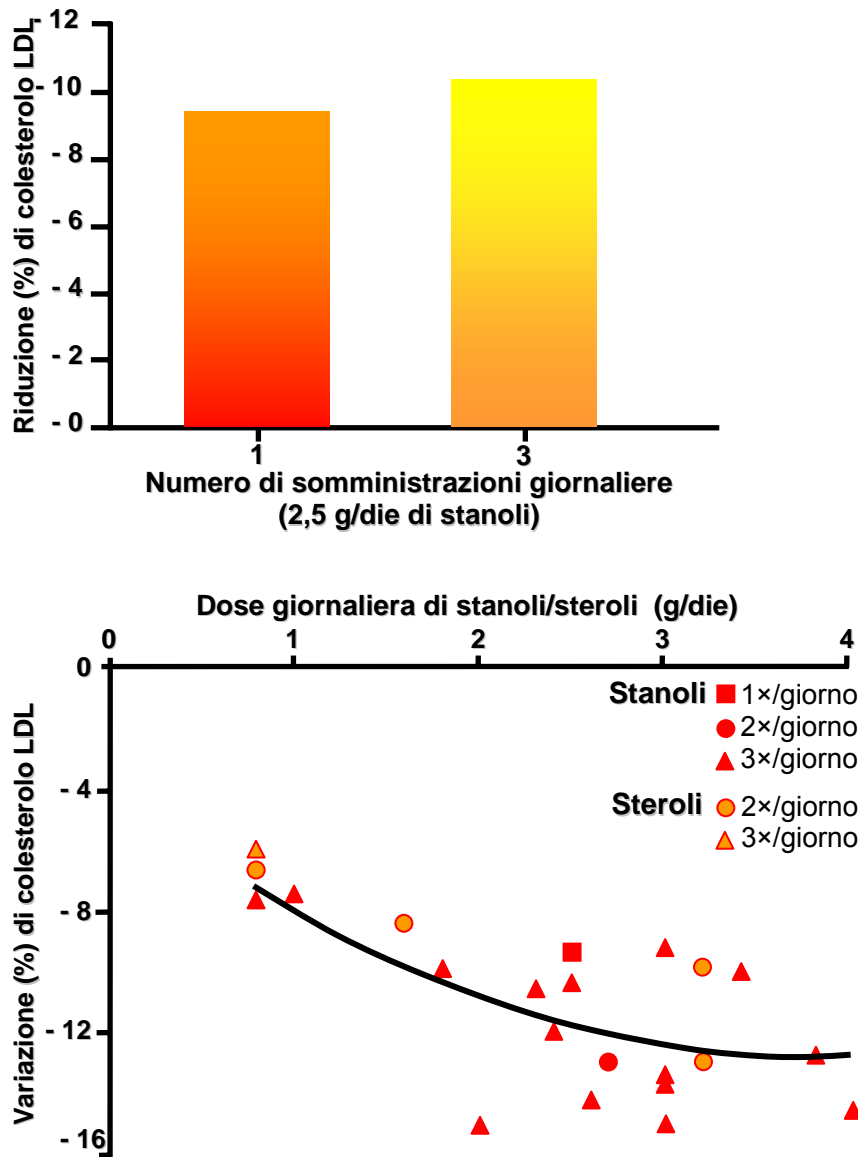 Riduzione (%) di colesterolo LDL
- 12
- 10
- 8
- 6
- 4
- 2
- 0
1
3
Numero di somministrazioni giornaliere
(2,5 g/die di stanoli)
Dose giornaliera di stanoli/steroli (g/die)
0
1
2
3
4
Variazione (%) di colesterolo LDL
0
- 4
- 8
- 12
- 16
Stanoli
1×/giorno
2×/giorno
3×/giorno
Steroli
2×/giorno
3×/giorno